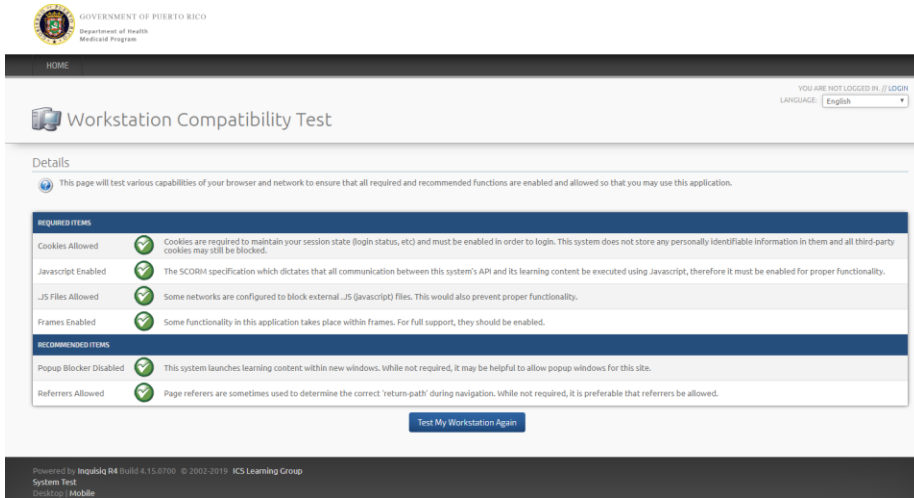 GOVERNMENT OF PUERTO RICO
Department of Health
Medicaid Program
HOME
YOU ARE NOT LOGGED IN. // LOGIN
LANGUAGE: English
Workstation Compatibility Test
Details
This page will test various capabilities of your browser and network to ensure that all required and recommended functions are enabled and allowed so that you may use this application.
REQUIRED ITEMS
Cookies Allowed
Cookies are required to maintain your session state (login status, etc) and must be enabled in order to login. This system does not store any personally identifiable information in them and all third-party
cookies may still be blocked.
Javascript Enabled
The SCORM specification which dictates that all communication between this system's API and its learning content be executed using Javascript, therefore it must be enabled for proper functionality.
.JS Files Allowed
Some networks are configured to block external .JS (javascript) files. This would also prevent proper functionality.
Frames Enabled
Some functionality in this application takes place within frames. For full support, they should be enabled.
RECOMMENDED ITEMS
Popup Blocker Disabled
This system launches learning content within new windows. While not required, it may be helpful to allow popup windows for this site.
Referrers Allowed
Page referers are sometimes used to determine the correct 'return-path' during navigation. While not required, it is preferable that referrers be allowed.
Test My Workstation Again
Powered by Inquisiq R4 Build 4.15.0700 © 2002-2019 ICS Learning Group
System Test
Desktop | Mobile